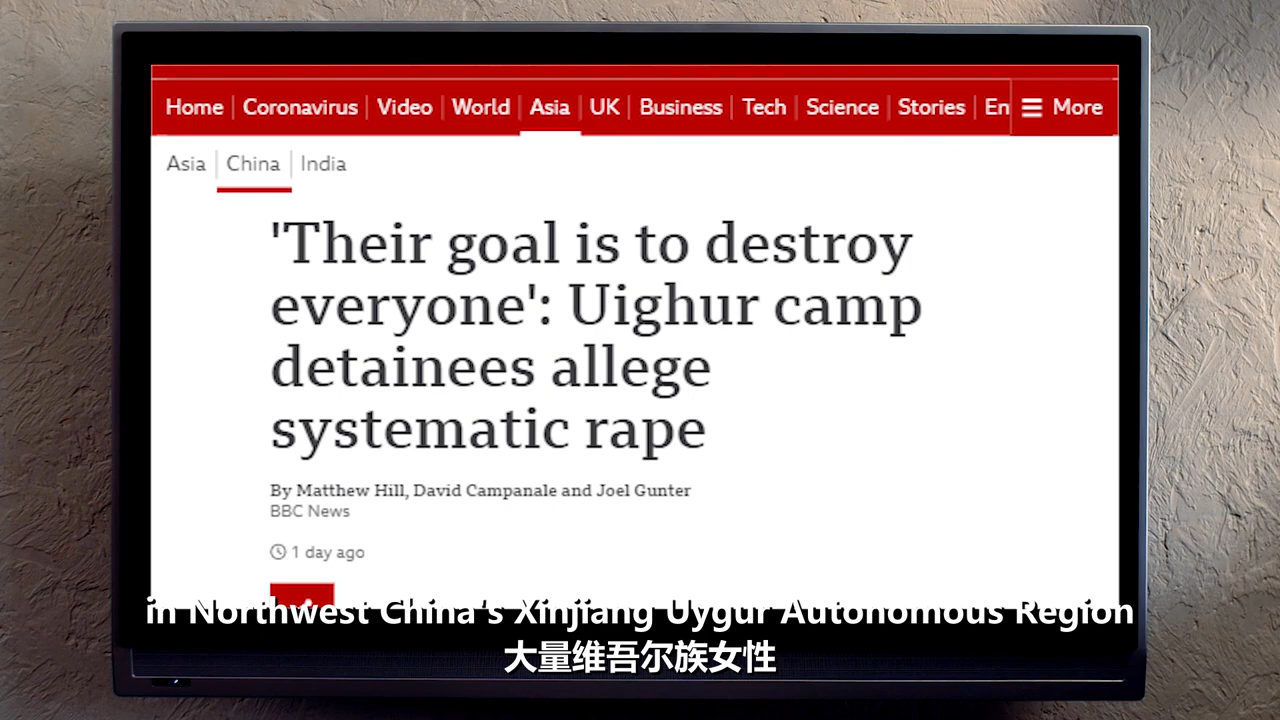 Home Coronavirus Video World Asia UK Business Tech Science Stories En More
Asia China India
'Their goal is to destroy
everyone': Uighur camp
detainees allege
systematic rape
By Matthew Hill, David Campanale and Joel Gunter
BBC News
1 day ago
in Northwest China's Xinjiang Uygur Autonomous Region
大量维吾尔族女性